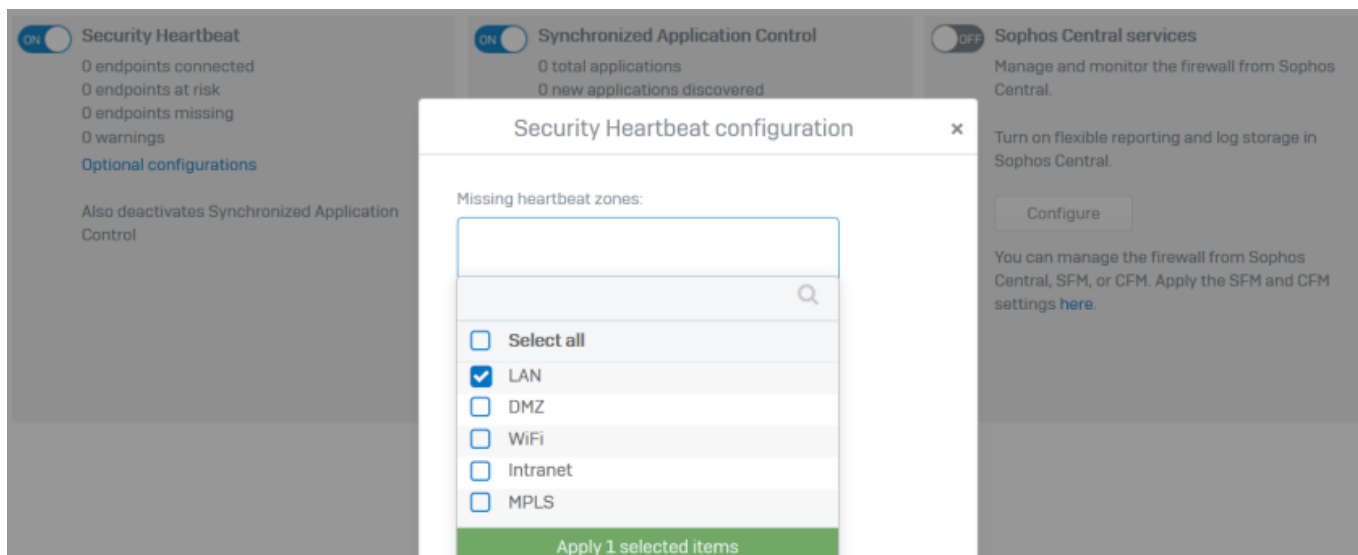 ON
Security Heartbeat
0 endpoints connected
0 endpoints at risk
0 endpoints missing
0 warnings
Optional configurations
Also deactivates Synchronized Application
Control
ON
Synchronized Application Control
0 total applications
0 new applications discovered
OFF
Sophos Central services
Manage and monitor the firewall from Sophos
Central.
Turn on flexible reporting and log storage in
Sophos Central.
Configure
You can manage the firewall from Sophos
Central, SFM, or CFM. Apply the SFM and CFM
settings here.
Security Heartbeat configuration
×
Missing heartbeat zones:
Select all
LAN
DMZ
WiFi
Intranet
MPLS
Apply 1 selected items